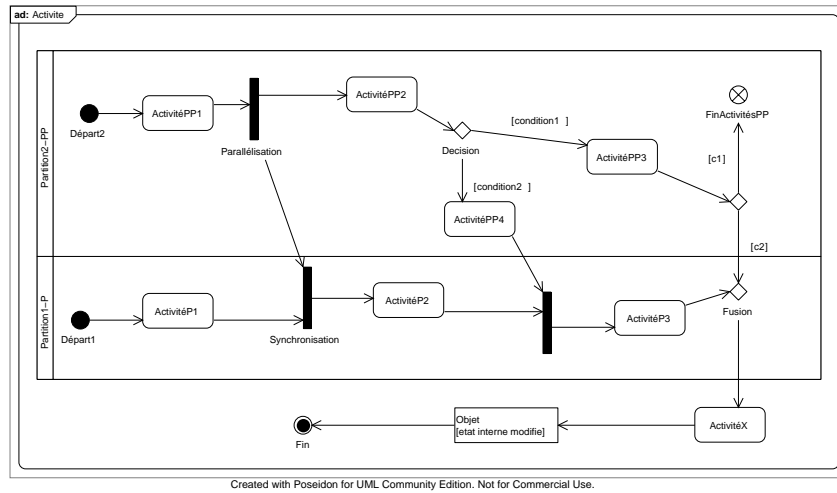 ad: Activite
Partition2-PP
Départ2
ActivitéPP1
Parallélisation
ActivitéPP2
Decision
[condition1 ]
ActivitéPP3
[condition2 ]
ActivitéPP4
FinActivitésPP
[c1]
[c2]
Partition1-P
Départ1
ActivitéP1
Synchronisation
ActivitéP2
ActivitéP3
Fusion
Fin
Objet
[etat interne modifie]
ActivitéX
Created with Poseidon for UML Community Edition. Not for Commercial Use.